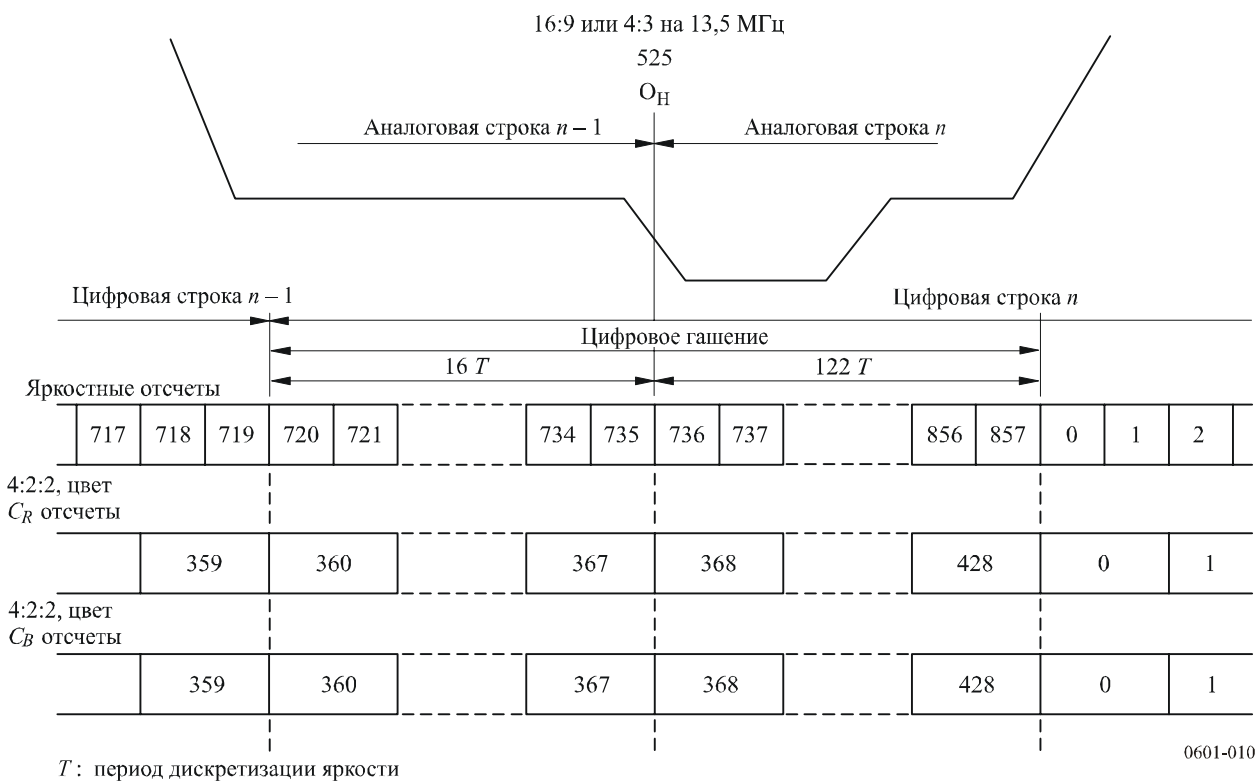 16:9 или 4:3 на 13,5 МГц
525
O_H
Аналоговая строка n – 1
Аналоговая строка n
Цифровая строка n – 1
Цифровая строка n
Цифровое гашение
16 T
122 T
Яркостные отсчеты
717 718 719 720 721 734 735 736 737 856 857 0 1 2
4:2:2, цвет
C_R отсчеты
359 360 367 368 428 0 1
4:2:2, цвет
C_B отсчеты
359 360 367 368 428 0 1
T : период дискретизации яркости
0601-010